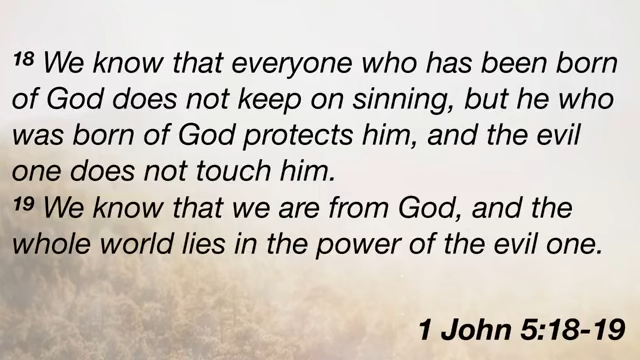 18 We know that everyone who has been born
of God does not keep on sinning, but he who
was born of God protects him, and the evil
one does not touch him.
19 We know that we are from God, and the
whole world lies in the power of the evil one.
1 John 5:18-19